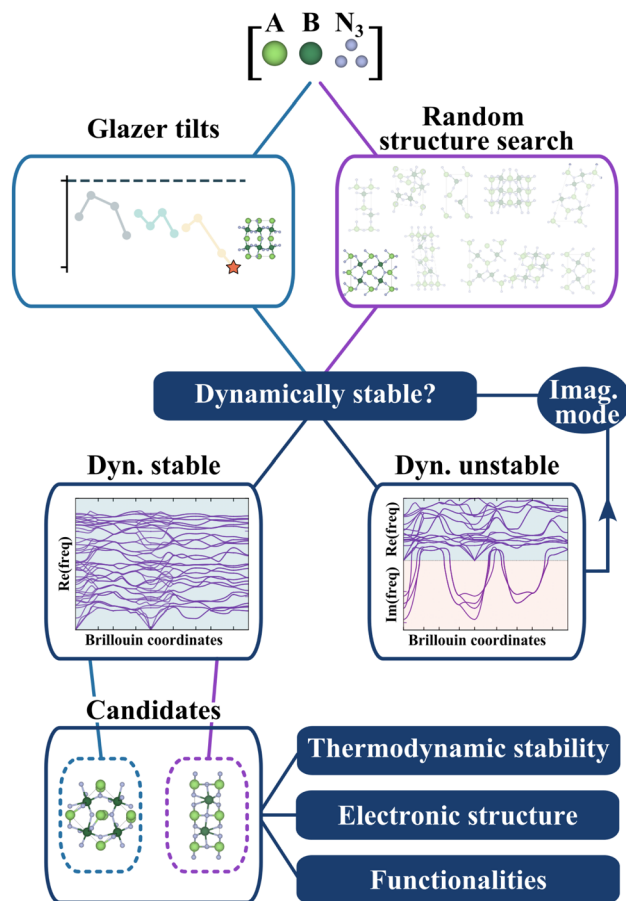 A B N₃
Glazer tilts
Random
structure search
Dynamically stable?
Imag.
mode
Dyn. stable
Dyn. unstable
Re(freq)
Brillouin coordinates
Re(freq)
Im(freq)
Brillouin coordinates
Candidates
Thermodynamic stability
Electronic structure
Functionalities